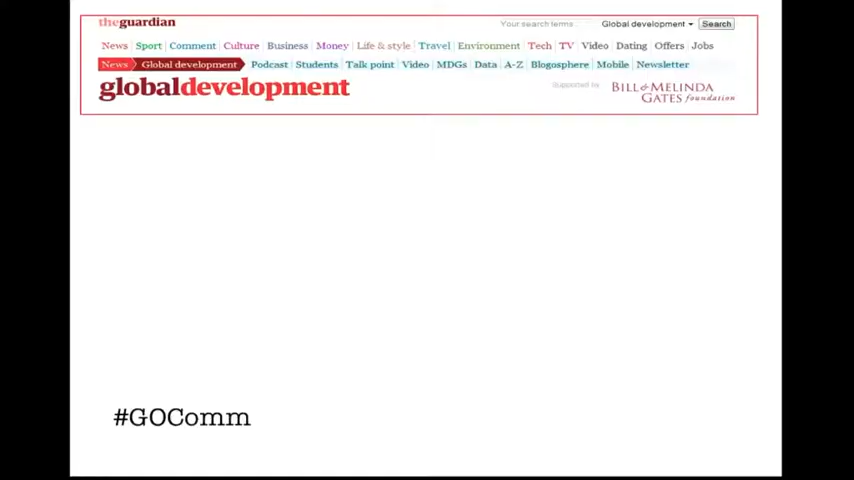 theguardian
Your search terms... Global development Search
News Sport Comment Culture Business Money Life & style Travel Environment Tech TV Video Dating Offers Jobs
News Global development Podcast Students Talk point Video MDGs Data A-Z Blogosphere Mobile Newsletter
globaldevelopment
Supported by
BILL & MELINDA
GATES foundation
#GOComm